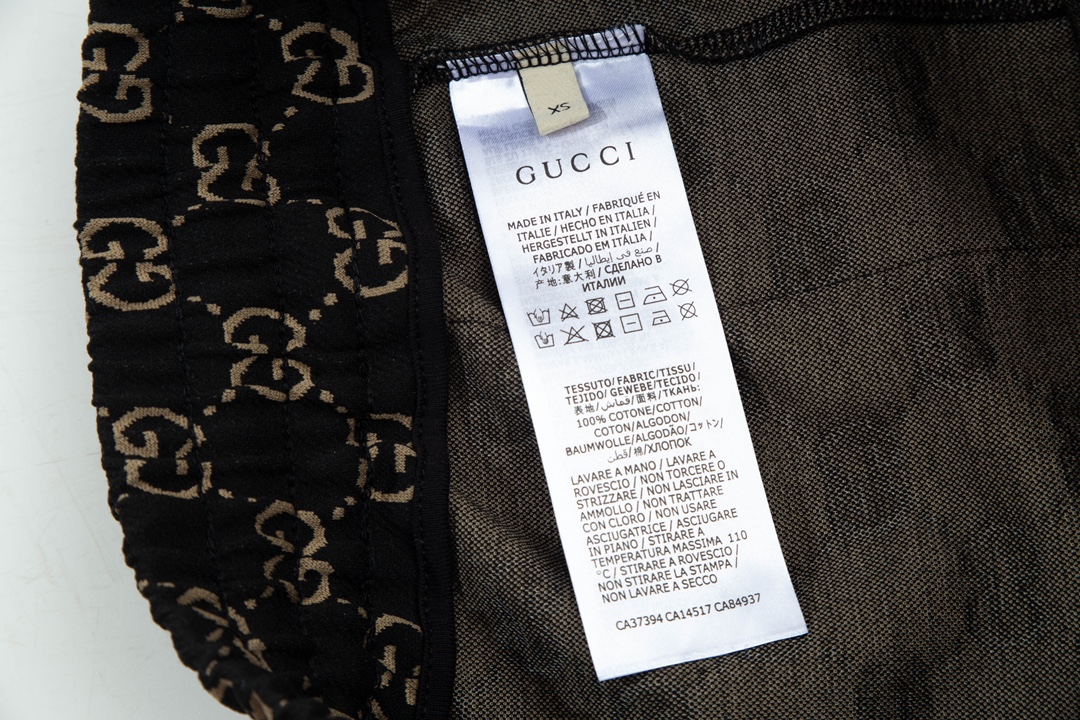 XS
GUCCI
MADE IN ITALY / FABRIQUÉ EN
ITALIE / HECHO EN ITALIA /
HERGESTELLT IN ITALIEN /
FABRICADO EM ITÁLIA /
イタリア製 / صنع في إيطاليا /
产地:意大利 / СДЕЛАНО В
ИТАЛИИ
TESSUTO/FABRIC/TISSU/
TEJIDO/ GEWEBE/TECIDO/
表地/قماش/面料/ТКАНЬ:
100% COTONE/COTTON/
COTON/ALGODON/
BAUMWOLLE/ALGODÃO/コットン/
قطن/棉/ХЛОПОК
LAVARE A MANO / LAVARE A
ROVESCIO / NON TORCERE O
STRIZZARE / NON LASCIARE IN
AMMOLLO / NON TRATTARE
CON CLORO / NON USARE
ASCIUGATRICE / ASCIUGARE
IN PIANO / STIRARE A
TEMPERATURA MASSIMA 110
°C / STIRARE A ROVESCIO /
NON STIRARE LA STAMPA /
NON LAVARE A SECCO
CA37394 CA14517 CA84937